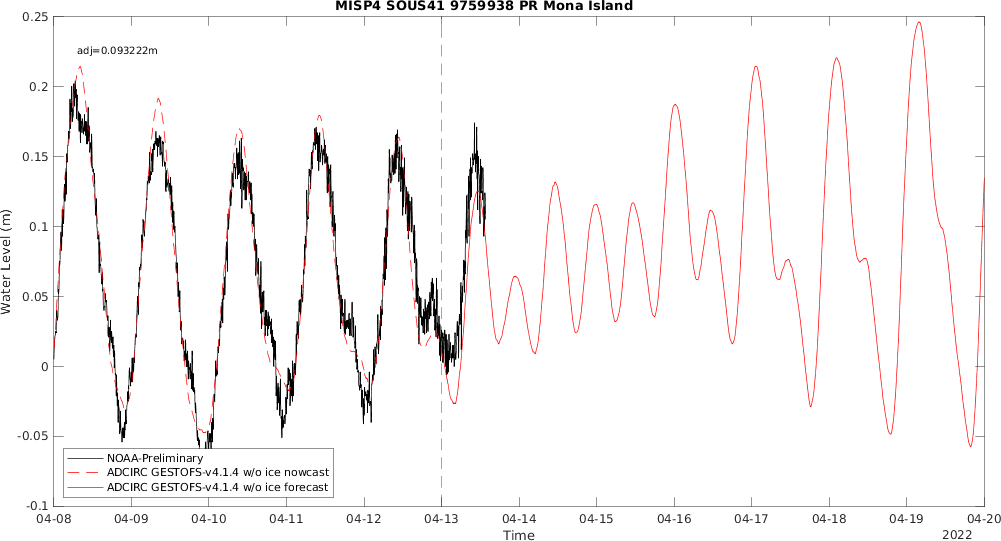 MISP4 SOUS41 9759938 PR Mona Island
adj=0.093222m
0.25
0.2
0.15
0.1
0.05
0
-0.05
-0.1
Water Level (m)
NOAA-Preliminary
ADCIRC GESTOFS-v4.1.4 w/o ice nowcast
ADCIRC GESTOFS-v4.1.4 w/o ice forecast
04-08 04-09 04-10 04-11 04-12 04-13 04-14 04-15 04-16 04-17 04-18 04-19 04-20
Time
2022